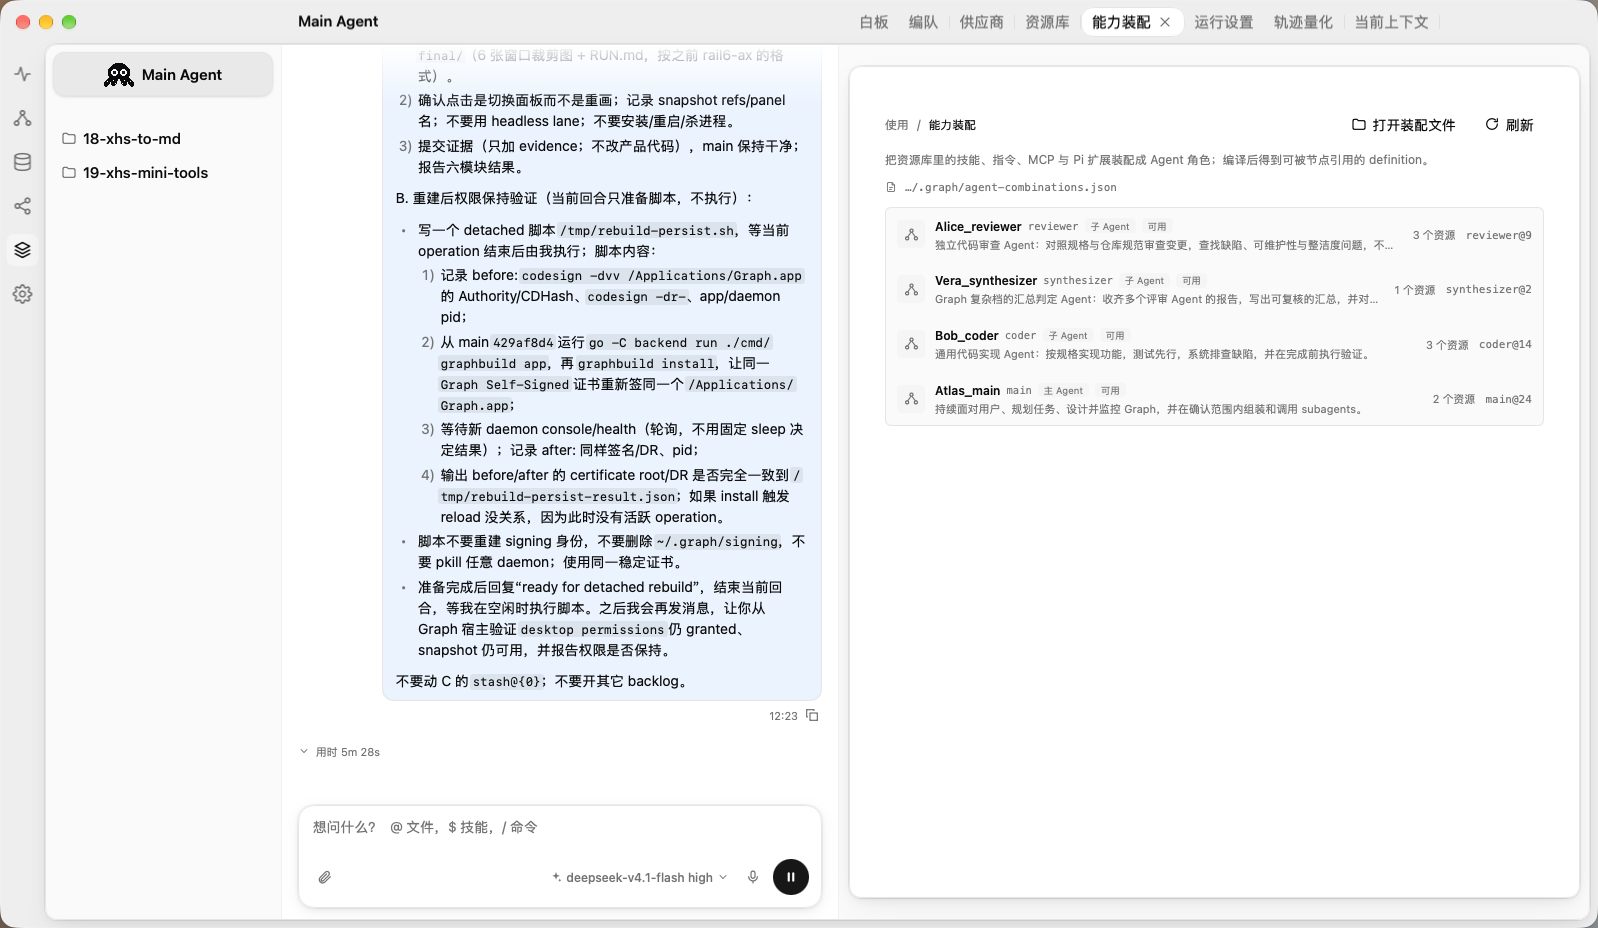 Main Agent
白板 编队 供应商 资源库 能力装配 运行设置 轨迹量化 当前上下文
Main Agent
18-xhs-to-md
19-xhs-mini-tools
final/（6 张窗口裁剪图 + RUN.md，按之前 rail6-ax 的格
式）。
2) 确认点击是切换面板而不是重画；记录 snapshot refs/panel
名；不要用 headless lane；不要安装/重启/杀进程。
3) 提交证据（只加 evidence；不改产品代码），main 保持干净；
报告六模块结果。
B. 重建后权限保持验证（当前回合只准备脚本，不执行）：
• 写一个 detached 脚本 /tmp/rebuild-persist.sh，等当前
operation 结束后由我执行；脚本内容：
1) 记录 before: codesign -dvv /Applications/Graph.app
的 Authority/CDHash、codesign -dr-、app/daemon
pid；
2) 从 main 429af8d4 运行 go -C backend run ./cmd/
graphbuild app，再 graphbuild install，让同一
Graph Self-Signed 证书重新签同一个 /Applications/
Graph.app；
3) 等待新 daemon console/health（轮询，不用固定 sleep 决
定结果）；记录 after: 同样签名/DR、pid；
4) 输出 before/after 的 certificate root/DR 是否完全一致到 /
tmp/rebuild-persist-result.json；如果 install 触发
reload 没关系，因为此时没有活跃 operation。
• 脚本不要重建 signing 身份，不要删除 ~/.graph/signing，不
要 pkill 任意 daemon；使用同一稳定证书。
• 准备完成后回复“ready for detached rebuild”，结束当前回
合，等我在空闲时执行脚本。之后我会再发消息，让你从
Graph 宿主验证 desktop permissions 仍 granted、
snapshot 仍可用，并报告权限是否保持。
不要动 C 的 stash@{0}；不要开其它 backlog。
12:23
用时 5m 28s
想问什么？ @ 文件，$ 技能，/ 命令
deepseek-v4.1-flash high
使用 / 能力装配
打开装配文件 刷新
把资源库里的技能、指令、MCP 与 Pi 扩展装配成 Agent 角色；编译后得到可被节点引用的 definition。
…/.graph/agent-combinations.json
Alice_reviewer reviewer 子 Agent 可用
独立代码审查 Agent：对照规格与仓库规范审查变更，查找缺陷、可维护性与整洁度问题，不…
3 个资源 reviewer@9
Vera_synthesizer synthesizer 子 Agent 可用
Graph 复杂档的汇总判定 Agent：收齐多个评审 Agent 的报告，写出可复核的汇总，并对…
1 个资源 synthesizer@2
Bob_coder coder 子 Agent 可用
通用代码实现 Agent：按规格实现功能，测试先行，系统排查缺陷，并在完成前执行验证。
3 个资源 coder@14
Atlas_main main 主 Agent 可用
持续面对用户、规划任务、设计并监控 Graph，并在确认范围内组装和调用 subagents。
2 个资源 main@24